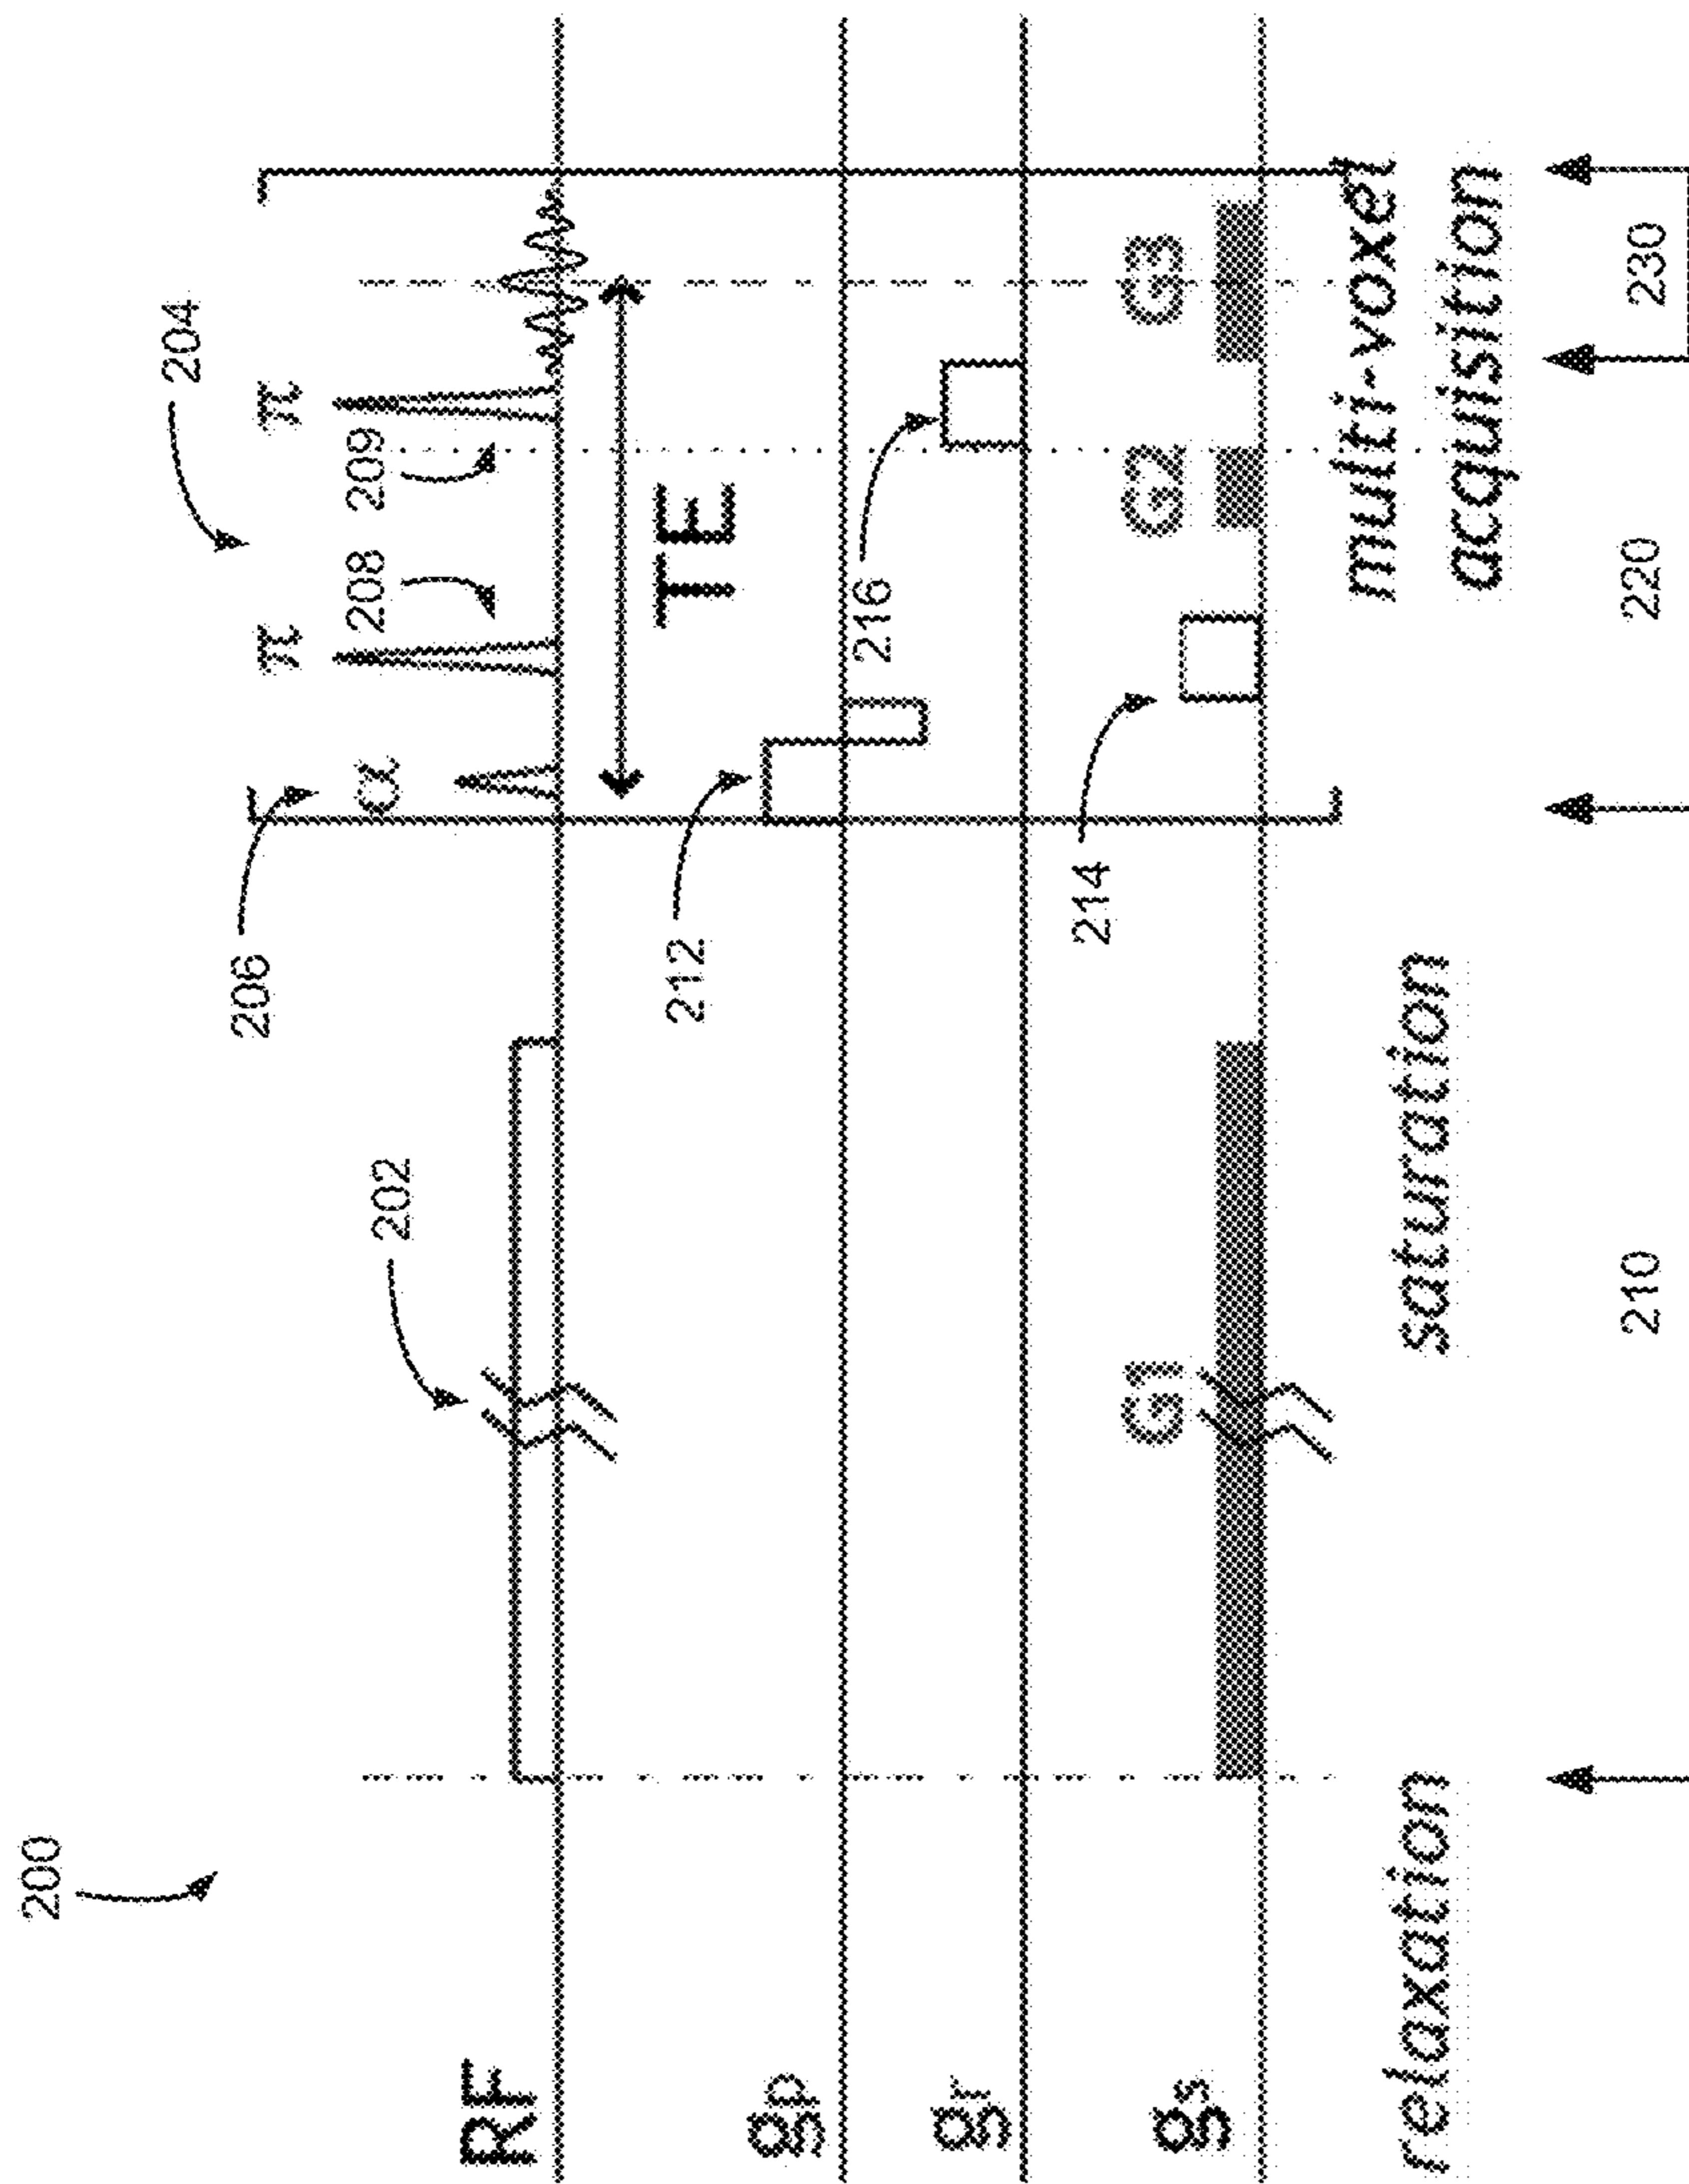 200
204
206
α
π
208
209
π
202
RF
TE
212
gp
216
gr
214
G1
G2
G3
gs
relaxation
saturation
multi-voxel
acquisition
210
220
230